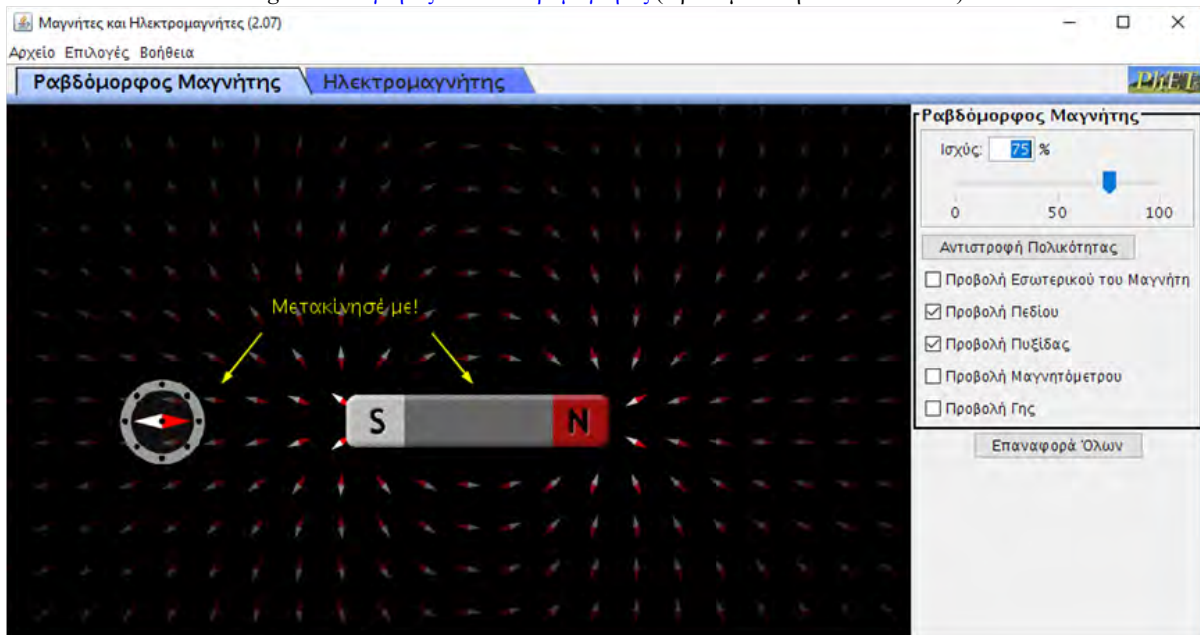 Μαγνήτες και Ηλεκτρομαγνήτες (2.07)
Αρχείο Επιλογές Βοήθεια
Ραβδόμορφος Μαγνήτης Ηλεκτρομαγνήτης
PhET
Ραβδόμορφος Μαγνήτης
Ισχύς: 75 %
0 50 100
Αντιστροφή Πολικότητας
Προβολή Εσωτερικού του Μαγνήτη
Προβολή Πεδίου
Προβολή Πυξίδας
Προβολή Μαγνητόμετρου
Προβολή Γης
Επαναφορά Όλων
Μετακίνησέ με!
S N